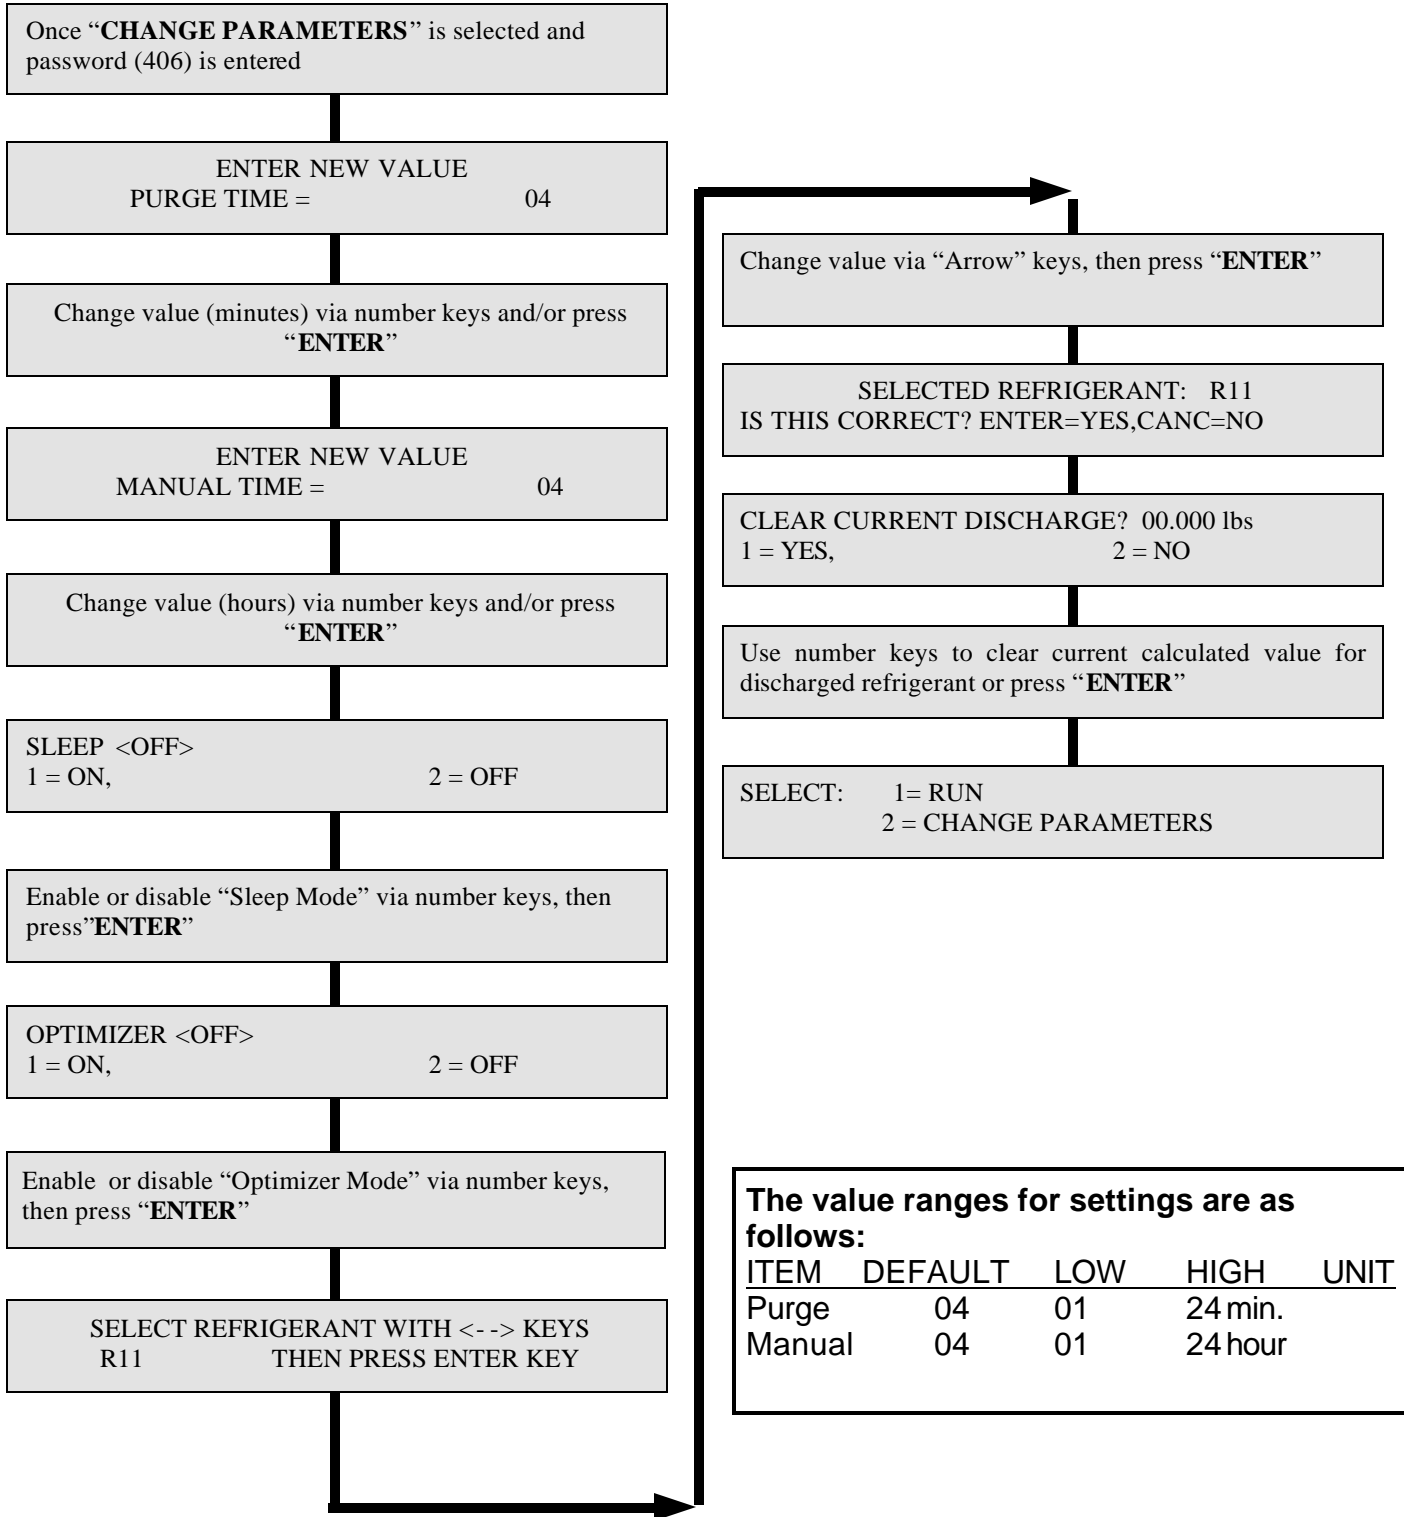 Once “CHANGE PARAMETERS” is selected and
password (406) is entered
ENTER NEW VALUE
PURGE TIME = 04
Change value (minutes) via number keys and/or press
“ENTER”
ENTER NEW VALUE
MANUAL TIME = 04
Change value (hours) via number keys and/or press
“ENTER”
SLEEP <OFF>
1 = ON, 2 = OFF
Enable or disable “Sleep Mode” via number keys, then
press”ENTER”
OPTIMIZER <OFF>
1 = ON, 2 = OFF
Enable or disable “Optimizer Mode” via number keys,
then press “ENTER”
SELECT REFRIGERANT WITH <- -> KEYS
R11 THEN PRESS ENTER KEY
Change value via “Arrow” keys, then press “ENTER”
SELECTED REFRIGERANT: R11
IS THIS CORRECT? ENTER=YES,CANC=NO
CLEAR CURRENT DISCHARGE? 00.000 lbs
1 = YES, 2 = NO
Use number keys to clear current calculated value for
discharged refrigerant or press “ENTER”
SELECT: 1= RUN
2 = CHANGE PARAMETERS
The value ranges for settings are as
follows:
ITEM DEFAULT LOW HIGH UNIT
Purge 04 01 24 min.
Manual 04 01 24 hour